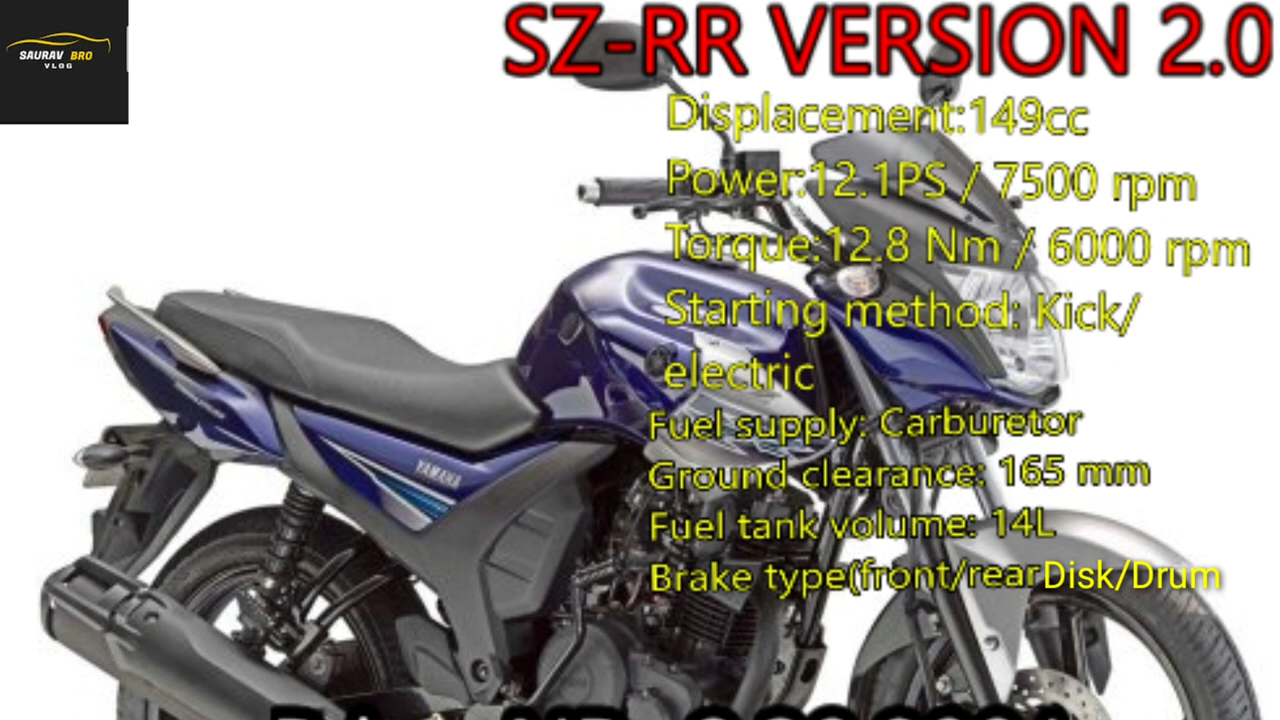 SAURAV BRO
VLOG
SZ-RR VERSION 2.0
Displacement:149cc
Power:12.1PS / 7500 rpm
Torque:12.8 Nm / 6000 rpm
Starting method: Kick/
electric
Fuel supply: Carburetor
Ground clearance: 165 mm
Fuel tank volume: 14L
Brake type(front/rearDisk/Drum
YAMAHA